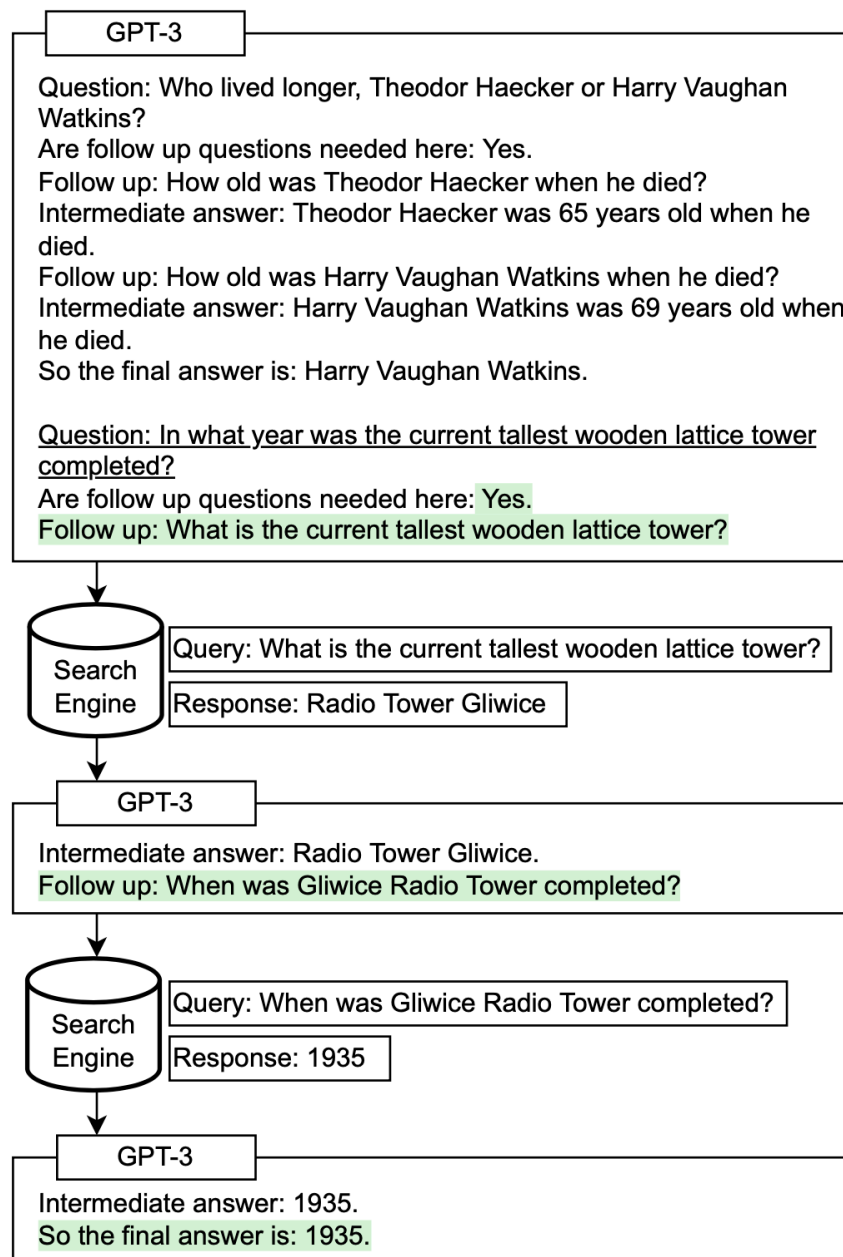 GPT-3
Question: Who lived longer, Theodor Haecker or Harry Vaughan
Watkins?
Are follow up questions needed here: Yes.
Follow up: How old was Theodor Haecker when he died?
Intermediate answer: Theodor Haecker was 65 years old when he
died.
Follow up: How old was Harry Vaughan Watkins when he died?
Intermediate answer: Harry Vaughan Watkins was 69 years old when
he died.
So the final answer is: Harry Vaughan Watkins.
Question: In what year was the current tallest wooden lattice tower
completed?
Are follow up questions needed here: Yes.
Follow up: What is the current tallest wooden lattice tower?
Search
Engine
Query: What is the current tallest wooden lattice tower?
Response: Radio Tower Gliwice
GPT-3
Intermediate answer: Radio Tower Gliwice.
Follow up: When was Gliwice Radio Tower completed?
Search
Engine
Query: When was Gliwice Radio Tower completed?
Response: 1935
GPT-3
Intermediate answer: 1935.
So the final answer is: 1935.